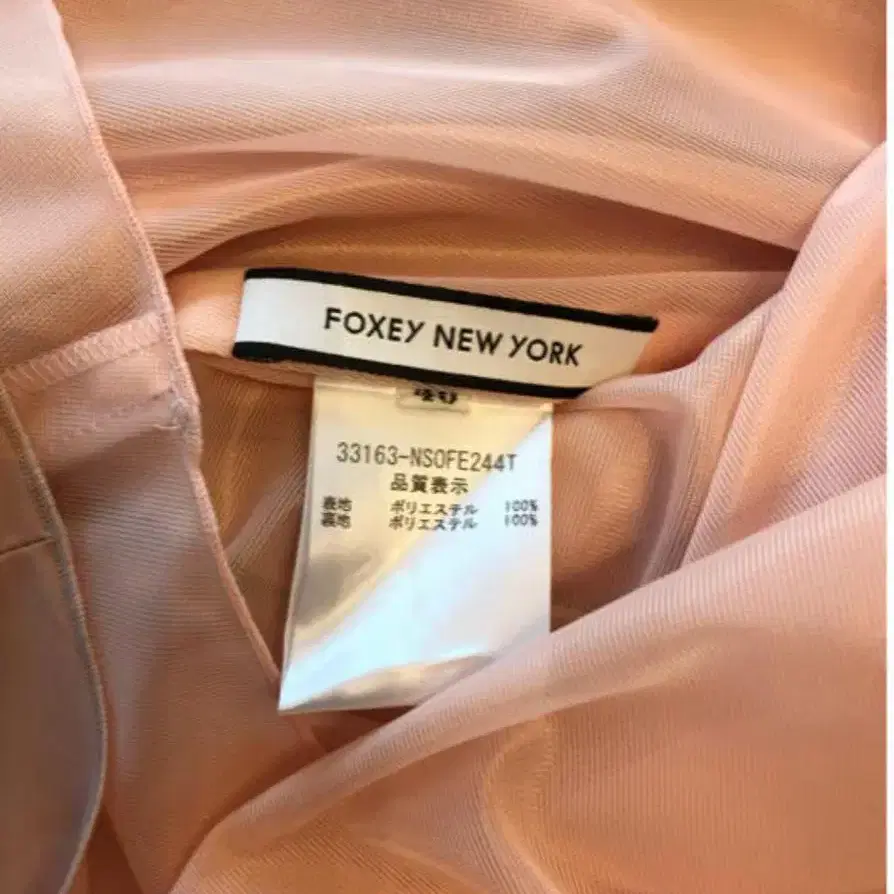 FOXEY NEW YORK
33163-NSOFE244T
品質表示
表地 ポリエステル 100%
裏地 ポリエステル 100%